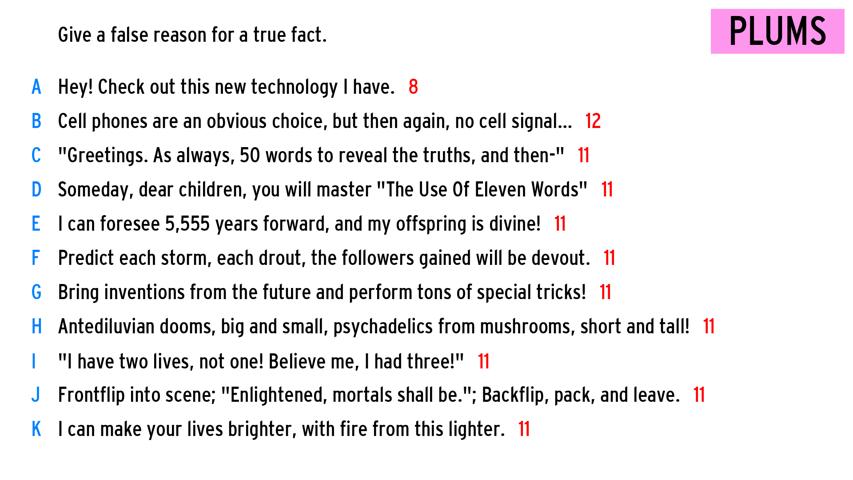 Give a false reason for a true fact.
PLUMS
A Hey! Check out this new technology I have. 8
B Cell phones are an obvious choice, but then again, no cell signal... 12
C "Greetings. As always, 50 words to reveal the truths, and then-" 11
D Someday, dear children, you will master "The Use Of Eleven Words" 11
E I can foresee 5,555 years forward, and my offspring is divine! 11
F Predict each storm, each drout, the followers gained will be devout. 11
G Bring inventions from the future and perform tons of special tricks! 11
H Antediluvian dooms, big and small, psychadelics from mushrooms, short and tall! 11
I "I have two lives, not one! Believe me, I had three!" 11
J Frontflip into scene; "Enlightened, mortals shall be."; Backflip, pack, and leave. 11
K I can make your lives brighter, with fire from this lighter. 11